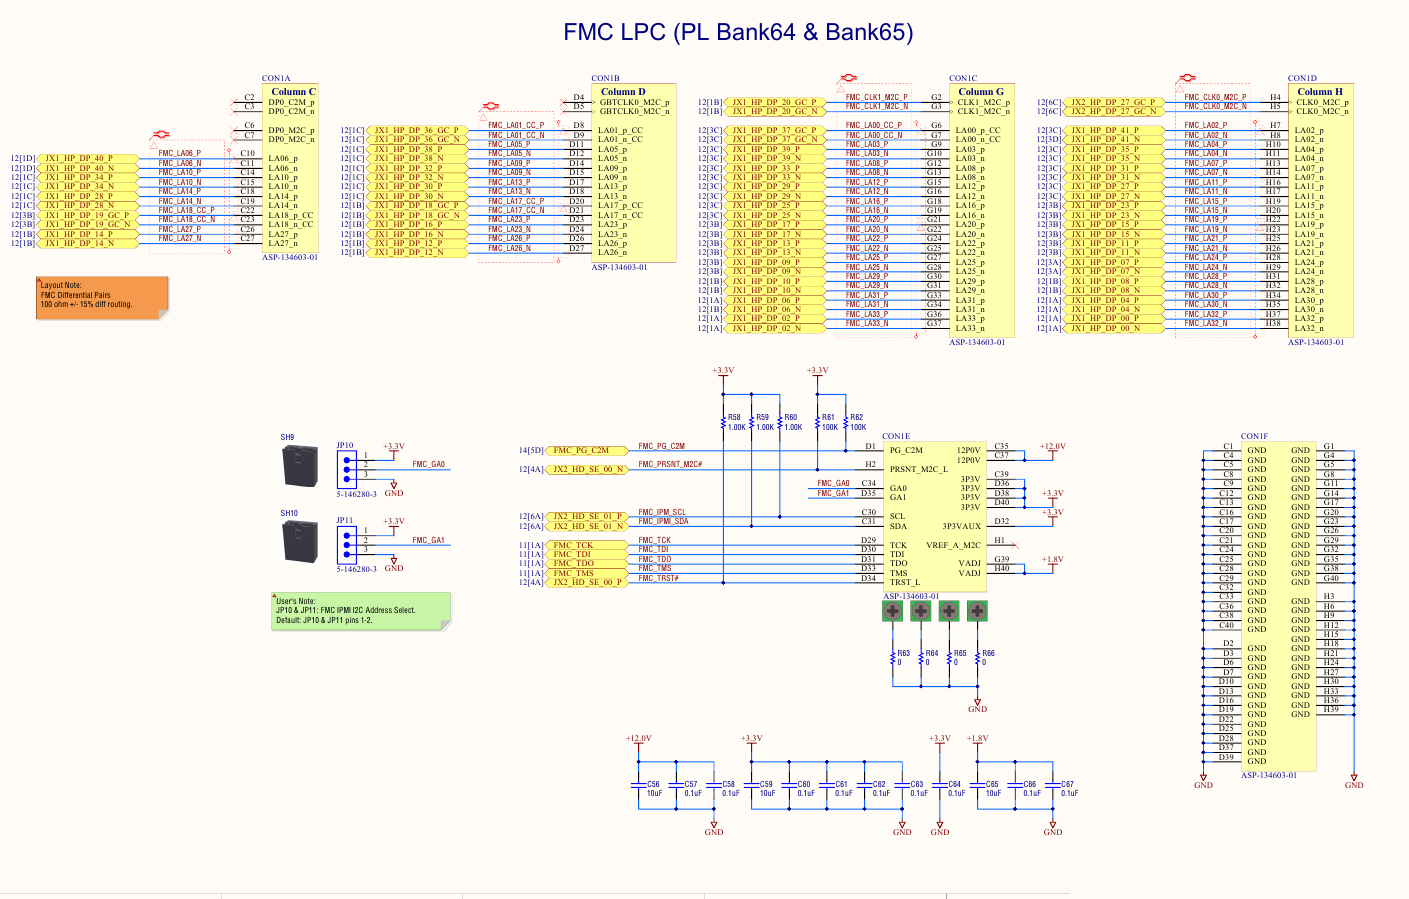 FMC LPC (PL Bank64 & Bank65)
CON1A
Column C
C2 DP0_C2M_p
C3 DP0_C2M_n
C6 DP0_M2C_p
C7 DP0_M2C_n
12[1D] JX1_HP_DP_40_P FMC_LA06_P C10 LA06_p
12[1D] JX1_HP_DP_40_N FMC_LA06_N C11 LA06_n
12[1C] JX1_HP_DP_34_P FMC_LA10_P C14 LA10_p
12[1C] JX1_HP_DP_34_N FMC_LA10_N C15 LA10_n
12[1C] JX1_HP_DP_28_P FMC_LA14_P C18 LA14_p
12[1C] JX1_HP_DP_28_N FMC_LA14_N C19 LA14_n
12[3B] JX1_HP_DP_19_GC_P FMC_LA18_CC_P C22 LA18_p_CC
12[3B] JX1_HP_DP_19_GC_N FMC_LA18_CC_N C23 LA18_n_CC
12[1B] JX1_HP_DP_14_P FMC_LA27_P C26 LA27_p
12[1B] JX1_HP_DP_14_N FMC_LA27_N C27 LA27_n
ASP-134603-01
CON1B
Column D
D4 GBTCLK0_M2C_p
D5 GBTCLK0_M2C_n
12[1C] JX1_HP_DP_36_GC_P FMC_LA01_CC_P D8 LA01_p_CC
12[1C] JX1_HP_DP_36_GC_N FMC_LA01_CC_N D9 LA01_n_CC
12[1C] JX1_HP_DP_38_P FMC_LA05_P D11 LA05_p
12[1C] JX1_HP_DP_38_N FMC_LA05_N D12 LA05_n
12[1C] JX1_HP_DP_32_P FMC_LA09_P D14 LA09_p
12[1C] JX1_HP_DP_32_N FMC_LA09_N D15 LA09_n
12[1C] JX1_HP_DP_30_P FMC_LA13_P D17 LA13_p
12[1C] JX1_HP_DP_30_N FMC_LA13_N D18 LA13_n
12[1B] JX1_HP_DP_18_GC_P FMC_LA17_CC_P D20 LA17_p_CC
12[1B] JX1_HP_DP_18_GC_N FMC_LA17_CC_N D21 LA17_n_CC
12[1B] JX1_HP_DP_16_P FMC_LA23_P D23 LA23_p
12[1B] JX1_HP_DP_16_N FMC_LA23_N D24 LA23_n
12[1B] JX1_HP_DP_12_P FMC_LA26_P D26 LA26_p
12[1B] JX1_HP_DP_12_N FMC_LA26_N D27 LA26_n
ASP-134603-01
CON1C
Column G
12[1B] JX1_HP_DP_20_GC_P FMC_CLK1_M2C_P G2 CLK1_M2C_p
12[1B] JX1_HP_DP_20_GC_N FMC_CLK1_M2C_N G3 CLK1_M2C_n
12[3C] JX1_HP_DP_37_GC_P FMC_LA00_CC_P G6 LA00_p_CC
12[3C] JX1_HP_DP_37_GC_N FMC_LA00_CC_N G7 LA00_n_CC
12[3C] JX1_HP_DP_39_P FMC_LA03_P G9 LA03_p
12[3C] JX1_HP_DP_39_N FMC_LA03_N G10 LA03_n
12[3C] JX1_HP_DP_33_P FMC_LA08_P G12 LA08_p
12[3C] JX1_HP_DP_33_N FMC_LA08_N G13 LA08_n
12[3C] JX1_HP_DP_29_P FMC_LA12_P G15 LA12_p
12[3C] JX1_HP_DP_29_N FMC_LA12_N G16 LA12_n
12[3C] JX1_HP_DP_25_P FMC_LA16_P G18 LA16_p
12[3C] JX1_HP_DP_25_N FMC_LA16_N G19 LA16_n
12[3B] JX1_HP_DP_17_P FMC_LA20_P G21 LA20_p
12[3B] JX1_HP_DP_17_N FMC_LA20_N G22 LA20_n
12[3B] JX1_HP_DP_13_P FMC_LA22_P G24 LA22_p
12[3B] JX1_HP_DP_13_N FMC_LA22_N G25 LA22_n
12[3B] JX1_HP_DP_09_P FMC_LA25_P G27 LA25_p
12[3B] JX1_HP_DP_09_N FMC_LA25_N G28 LA25_n
12[1B] JX1_HP_DP_10_P FMC_LA29_P G30 LA29_p
12[1B] JX1_HP_DP_10_N FMC_LA29_N G31 LA29_n
12[1A] JX1_HP_DP_06_P FMC_LA31_P G33 LA31_p
12[1B] JX1_HP_DP_06_N FMC_LA31_N G34 LA31_n
12[1A] JX1_HP_DP_02_P FMC_LA33_P G36 LA33_p
12[1A] JX1_HP_DP_02_N FMC_LA33_N G37 LA33_n
ASP-134603-01
CON1D
Column H
12[6C] JX2_HP_DP_27_GC_P FMC_CLK0_M2C_P H4 CLK0_M2C_p
12[6C] JX2_HP_DP_27_GC_N FMC_CLK0_M2C_N H5 CLK0_M2C_n
12[3C] JX1_HP_DP_41_P FMC_LA02_P H7 LA02_p
12[3D] JX1_HP_DP_41_N FMC_LA02_N H8 LA02_n
12[3C] JX1_HP_DP_35_P FMC_LA04_P H10 LA04_p
12[3C] JX1_HP_DP_35_N FMC_LA04_N H11 LA04_n
12[3C] JX1_HP_DP_31_P FMC_LA07_P H13 LA07_p
12[3C] JX1_HP_DP_31_N FMC_LA07_N H14 LA07_n
12[3C] JX1_HP_DP_27_P FMC_LA11_P H16 LA11_p
12[3C] JX1_HP_DP_27_N FMC_LA11_N H17 LA11_n
12[3B] JX1_HP_DP_23_P FMC_LA15_P H19 LA15_p
12[3B] JX1_HP_DP_23_N FMC_LA15_N H20 LA15_n
12[3B] JX1_HP_DP_15_P FMC_LA19_P H22 LA19_p
12[3B] JX1_HP_DP_15_N FMC_LA19_N H23 LA19_n
12[3B] JX1_HP_DP_11_P FMC_LA21_P H25 LA21_p
12[3B] JX1_HP_DP_11_N FMC_LA21_N H26 LA21_n
12[3A] JX1_HP_DP_07_P FMC_LA24_P H28 LA24_p
12[3A] JX1_HP_DP_07_N FMC_LA24_N H29 LA24_n
12[1B] JX1_HP_DP_08_P FMC_LA28_P H31 LA28_p
12[1B] JX1_HP_DP_08_N FMC_LA28_N H32 LA28_n
12[1A] JX1_HP_DP_04_P FMC_LA30_P H34 LA30_p
12[1A] JX1_HP_DP_04_N FMC_LA30_N H35 LA30_n
12[1A] JX1_HP_DP_00_P FMC_LA32_P H37 LA32_p
12[1A] JX1_HP_DP_00_N FMC_LA32_N H38 LA32_n
ASP-134603-01
Layout Note:
FMC Differential Pairs
100 ohm +/- 15% diff routing.
SH9
JP10
+3.3V
1
2 FMC_GA0
3
GND
5-146280-3
SH10
JP11
+3.3V
1
2 FMC_GA1
3
GND
5-146280-3
User's Note:
JP10 & JP11: FMC IPMI I2C Address Select.
Default: JP10 & JP11 pins 1-2.
+3.3V +3.3V
R58 R59 R60 R61 R62
1.00K 1.00K 1.00K 100K 100K
CON1E
14[5D] FMC_PG_C2M FMC_PG_C2M D1 PG_C2M
12[4A] JX2_HD_SE_00_N FMC_PRSNT_M2C# H2 PRSNT_M2C_L
FMC_GA0 C34 GA0
FMC_GA1 D35 GA1
12[6A] JX2_HD_SE_01_P FMC_IPM_SCL C30 SCL
12[6A] JX2_HD_SE_01_N FMC_IPMI_SDA C31 SDA
11[1A] FMC_TCK FMC_TCK D29 TCK
11[1A] FMC_TDI FMC_TDI D30 TDI
11[1A] FMC_TDO FMC_TDO D31 TDO
11[1A] FMC_TMS FMC_TMS D33 TMS
12[4A] JX2_HD_SE_00_P FMC_TRST# D34 TRST_L
12P0V C35 +12.0V
12P0V C37
3P3V C39
3P3V D36
3P3V D38 +3.3V
3P3V D40
3P3VAUX D32 +3.3V
VREF_A_M2C H1
VADJ G39 +1.8V
VADJ H40
ASP-134603-01
R63 R64 R65 R66
0 0 0 0
GND
CON1F
C1 GND GND G1
C4 GND GND G4
C5 GND GND G5
C8 GND GND G8
C9 GND GND G11
C12 GND GND G14
C13 GND GND G17
C16 GND GND G20
C17 GND GND G23
C20 GND GND G26
C21 GND GND G29
C24 GND GND G32
C25 GND GND G35
C28 GND GND G38
C29 GND GND G40
C32 GND
C33 GND GND H3
C36 GND GND H6
C38 GND GND H9
C40 GND GND H12
GND H15
D2 GND GND H18
D3 GND GND H21
D6 GND GND H24
D7 GND GND H27
D10 GND GND H30
D13 GND GND H33
D16 GND GND H36
D19 GND GND H39
D22 GND
D25 GND
D28 GND
D37 GND
D39 GND
ASP-134603-01
GND GND
+12.0V +3.3V +3.3V +1.8V
C56 C57 C58 C59 C60 C61 C62 C63 C64 C65 C66 C67
10uF 0.1uF 0.1uF 10uF 0.1uF 0.1uF 0.1uF 0.1uF 0.1uF 10uF 0.1uF 0.1uF
GND GND GND GND